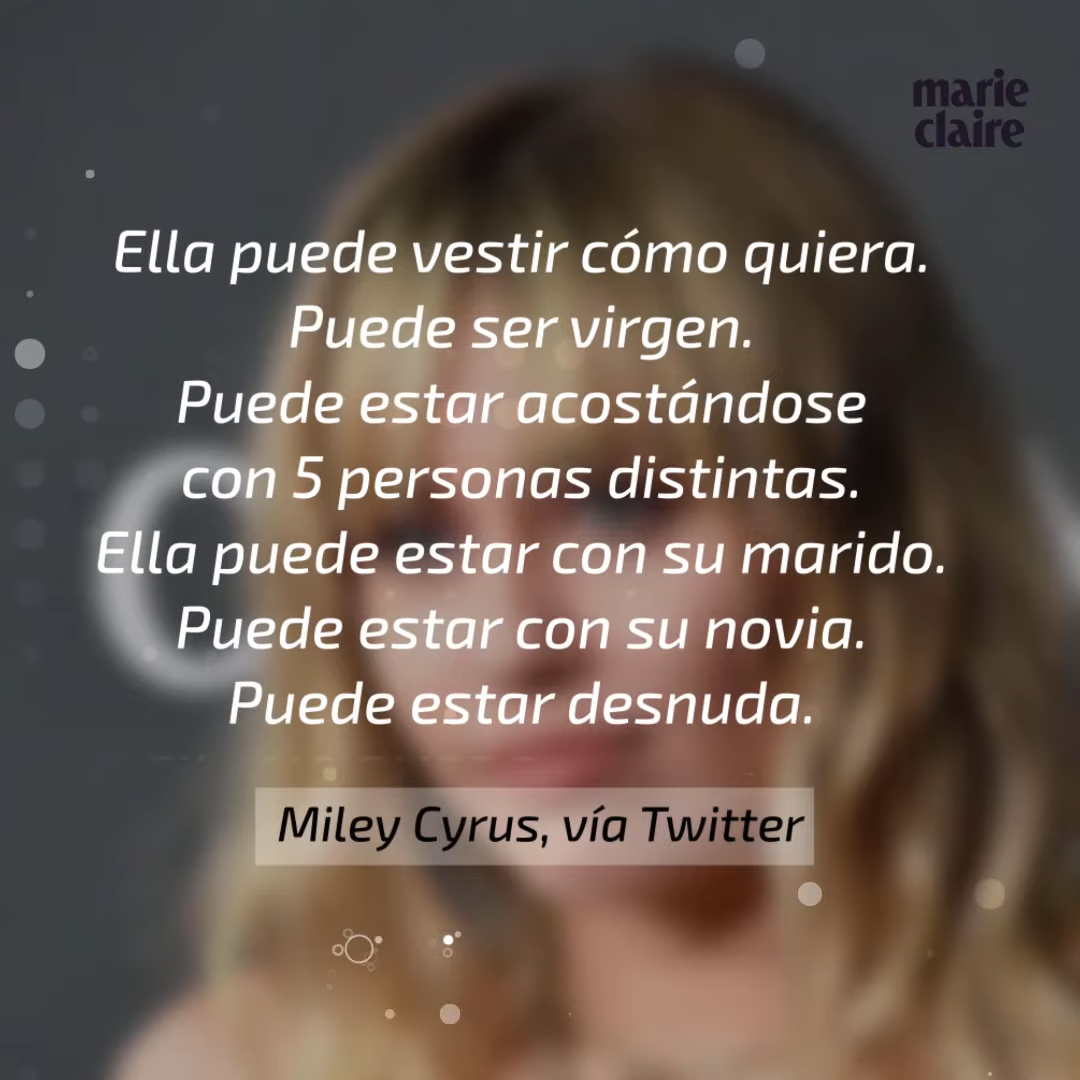 marie
claire
Ella puede vestir cómo quiera.
Puede ser virgen.
Puede estar acostándose
con 5 personas distintas.
Ella puede estar con su marido.
Puede estar con su novia.
Puede estar desnuda.
Miley Cyrus, vía Twitter